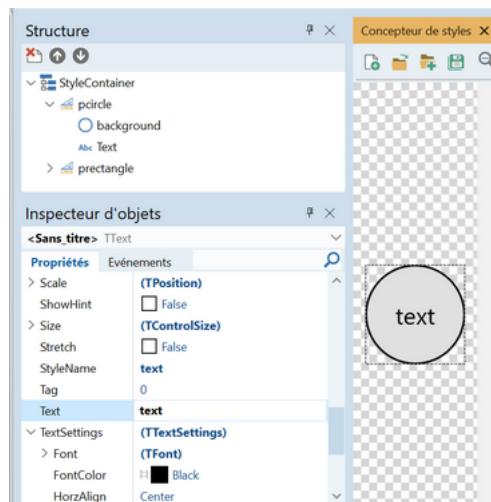 Structure
StyleContainer
pcircle
background
Abc Text
prectangle
Inspecteur d'objets
<Sans_titre> TText
Propriétés Evénements
Scale (TPosition)
ShowHint False
Size (TControlSize)
Stretch False
StyleName text
Tag 0
Text text
TextSettings (TTextSettings)
Font (TFont)
FontColor Black
HorzAlign Center
Concepteur de styles
text